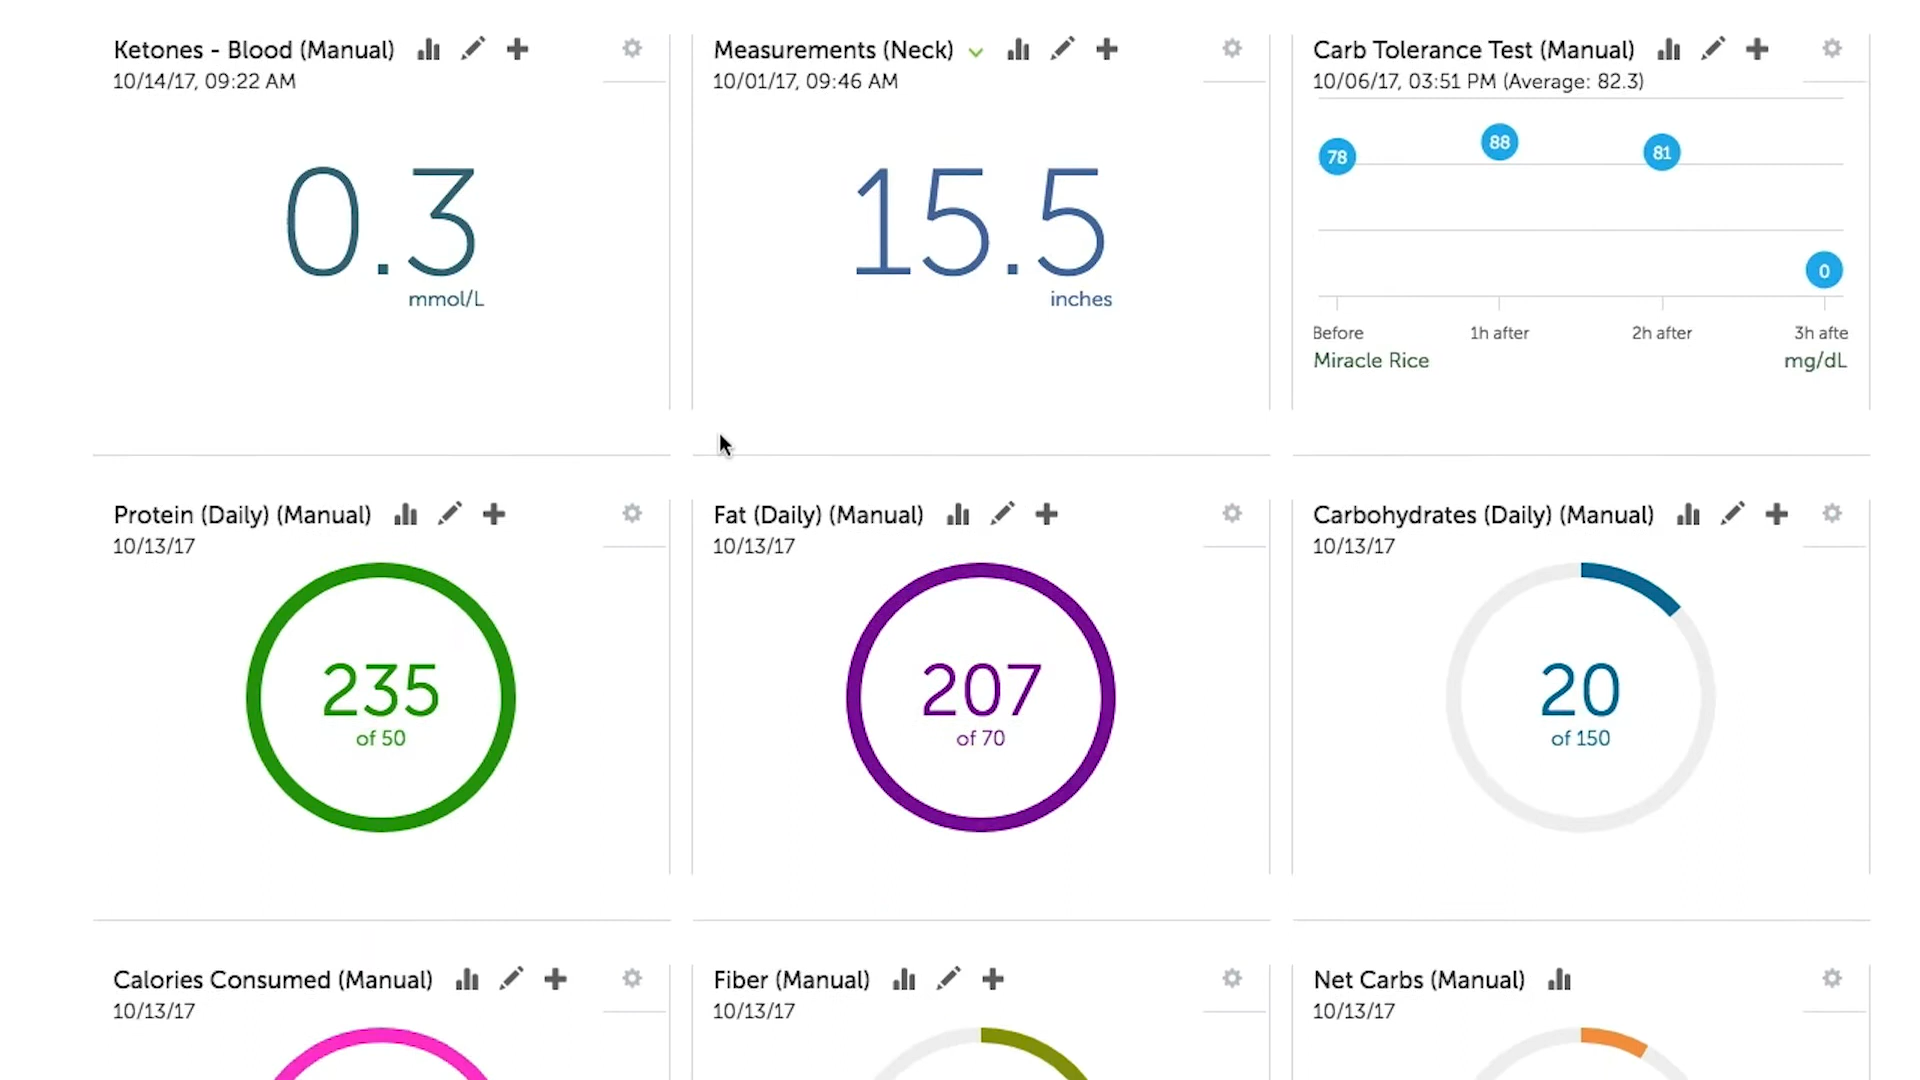 Ketones - Blood (Manual)
10/14/17, 09:22 AM
0.3
mmol/L
Measurements (Neck)
10/01/17, 09:46 AM
15.5
inches
Carb Tolerance Test (Manual)
10/06/17, 03:51 PM (Average: 82.3)
78
88
81
0
Before
1h after
2h after
3h afte
Miracle Rice
mg/dL
Protein (Daily) (Manual)
10/13/17
235
of 50
Fat (Daily) (Manual)
10/13/17
207
of 70
Carbohydrates (Daily) (Manual)
10/13/17
20
of 150
Calories Consumed (Manual)
10/13/17
Fiber (Manual)
10/13/17
Net Carbs (Manual)
10/13/17